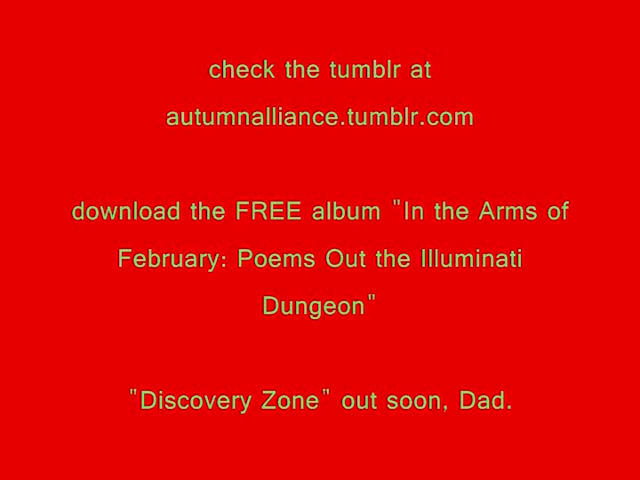 check the tumblr at
autumnalliance.tumblr.com
download the FREE album "In the Arms of
February: Poems Out the Illuminati
Dungeon"
"Discovery Zone" out soon, Dad.